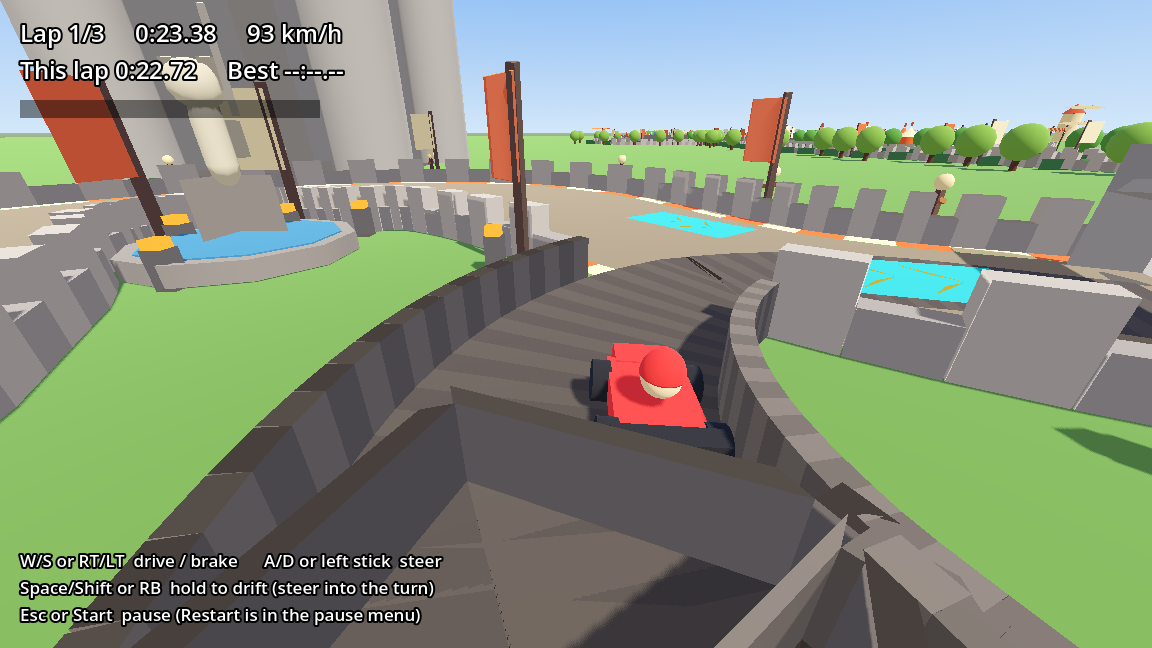 Lap 1/3 0:23.38 93 km/h
This lap 0:22.72 Best --:--.--
W/S or RT/LT drive / brake A/D or left stick steer
Space/Shift or RB hold to drift (steer into the turn)
Esc or Start pause (Restart is in the pause menu)